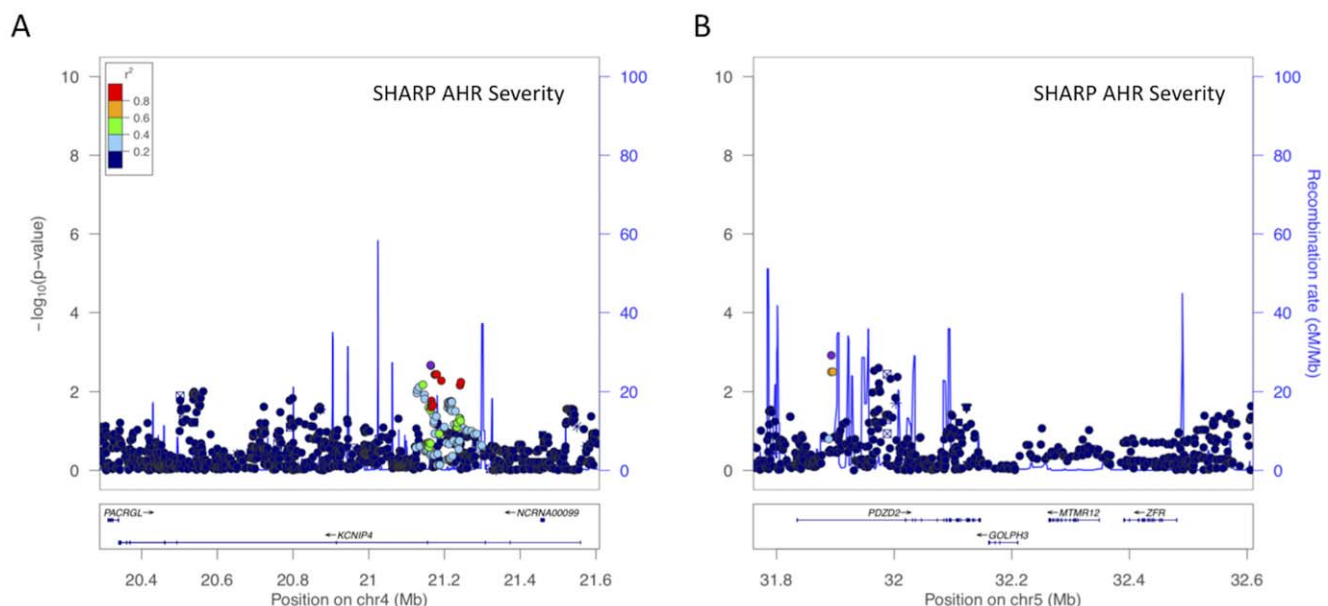 A
B
r²
0.8
0.6
0.4
0.2
SHARP AHR Severity
SHARP AHR Severity
10
8
6
4
2
0
−log₁₀(p−value)
100
80
60
40
20
0
10
8
6
4
2
0
100
80
60
40
20
0
Recombination rate (cM/Mb)
PACRGL→
←NCRNA00099
←KCNIP4
PDZD2→
←MTMR12
←ZFR
←GOLPH3
20.4 20.6 20.8 21 21.2 21.4 21.6
Position on chr4 (Mb)
31.8 32 32.2 32.4 32.6
Position on chr5 (Mb)